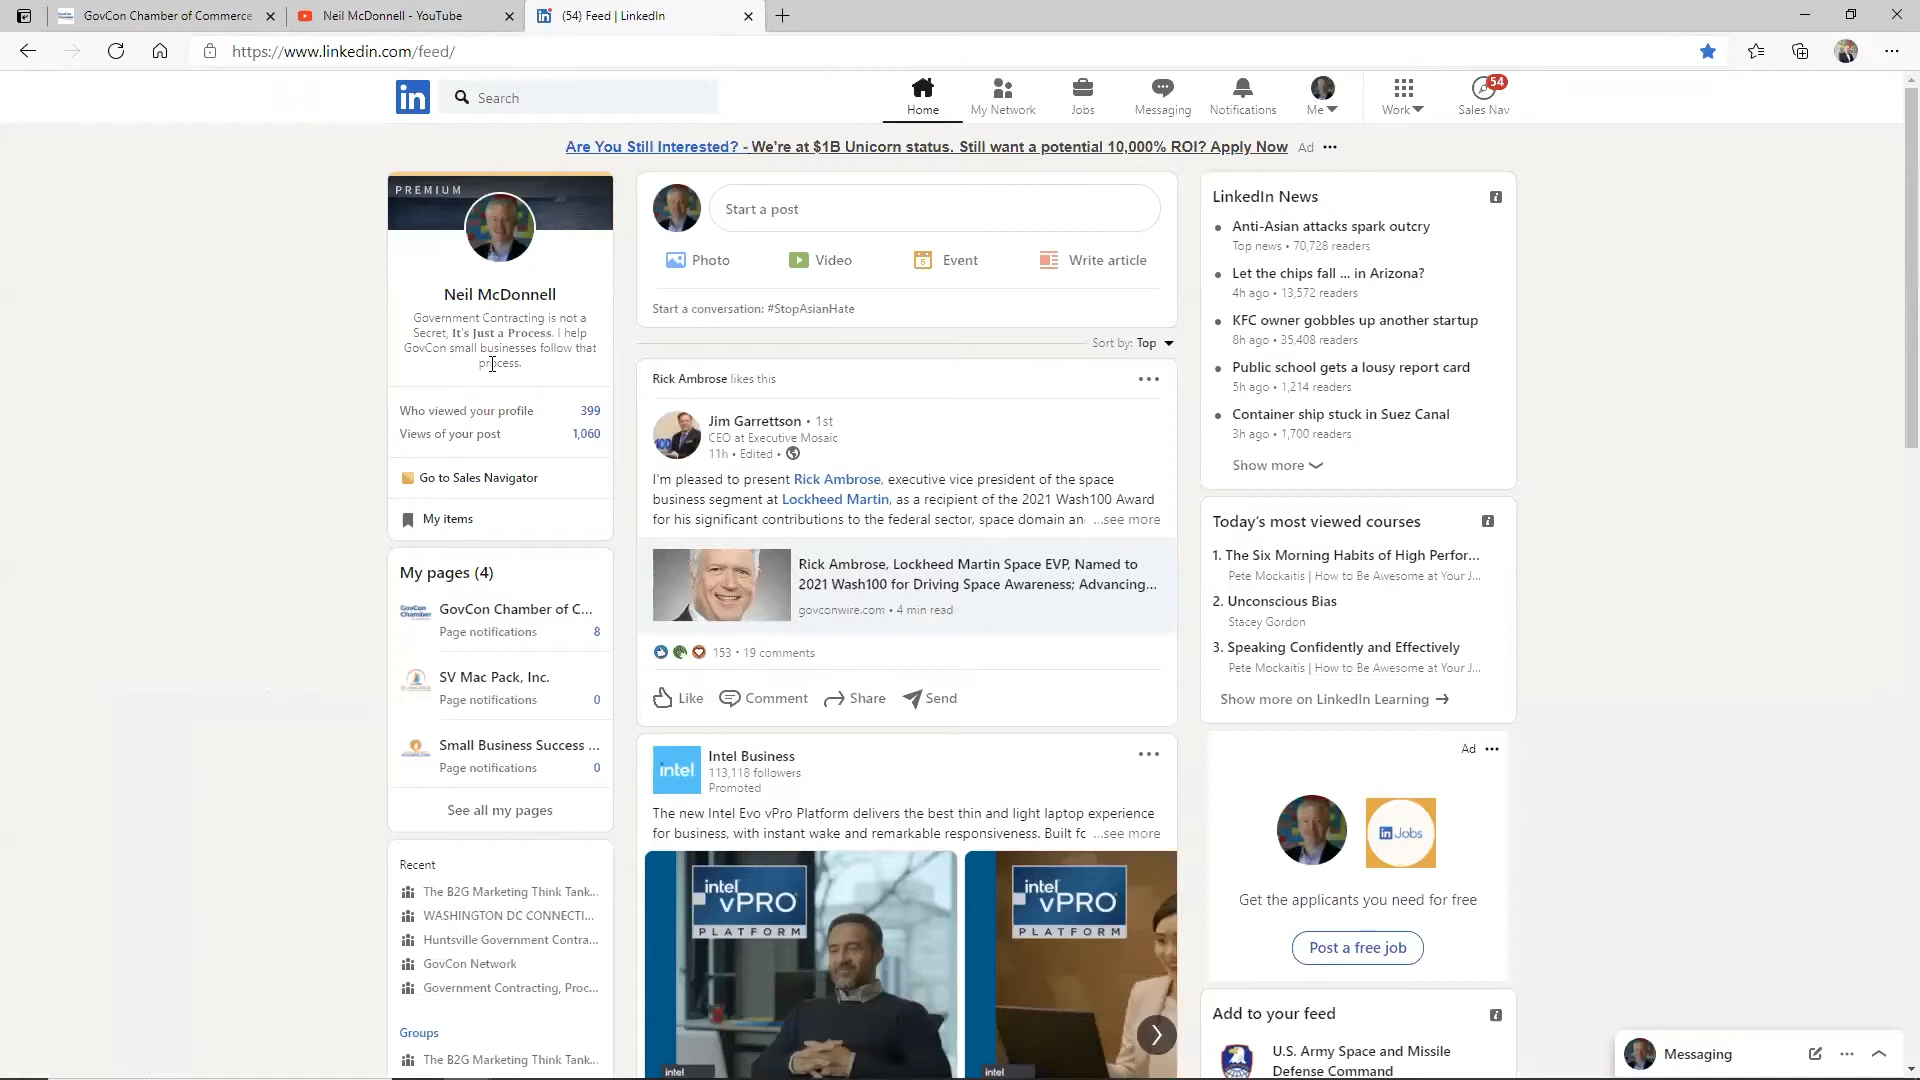 GovCon Chamber of Commerce
Neil McDonnell - YouTube
(54) Feed | LinkedIn
https://www.linkedin.com/feed/
in
Search
Home
My Network
Jobs
Messaging
Notifications
Me
Work
54
Sales Nav
Are You Still Interested? - We're at $1B Unicorn status. Still want a potential 10,000% ROI? Apply Now
Ad
PREMIUM
Neil McDonnell
Government Contracting is not a
Secret, It's Just a Process. I help
GovCon small businesses follow that
process.
Who viewed your profile 399
Views of your post 1,060
Go to Sales Navigator
My items
My pages (4)
GovCon Chamber of C...
Page notifications 8
SV Mac Pack, Inc.
Page notifications 0
Small Business Success ...
Page notifications 0
See all my pages
Recent
The B2G Marketing Think Tank...
WASHINGTON DC CONNECTI...
Huntsville Government Contra...
GovCon Network
Government Contracting, Proc...
Groups
The B2G Marketing Think Tank...
Start a post
Photo
Video
Event
Write article
Start a conversation: #StopAsianHate
Sort by: Top
Rick Ambrose likes this
Jim Garrettson • 1st
CEO at Executive Mosaic
11h • Edited •
I'm pleased to present Rick Ambrose, executive vice president of the space
business segment at Lockheed Martin, as a recipient of the 2021 Wash100 Award
for his significant contributions to the federal sector, space domain an ...see more
Rick Ambrose, Lockheed Martin Space EVP, Named to
2021 Wash100 for Driving Space Awareness; Advancing...
govconwire.com • 4 min read
153 • 19 comments
Like
Comment
Share
Send
intel
Intel Business
113,118 followers
Promoted
The new Intel Evo vPro Platform delivers the best thin and light laptop experience
for business, with instant wake and remarkable responsiveness. Built fo ...see more
intel
vPRO
PLATFORM
intel
intel
vPRO
PLATFORM
intel
LinkedIn News
Anti-Asian attacks spark outcry
Top news • 70,728 readers
Let the chips fall ... in Arizona?
4h ago • 13,572 readers
KFC owner gobbles up another startup
8h ago • 35,408 readers
Public school gets a lousy report card
5h ago • 1,214 readers
Container ship stuck in Suez Canal
3h ago • 1,700 readers
Show more
Today's most viewed courses
1. The Six Morning Habits of High Perfor...
Pete Mockaitis | How to Be Awesome at Your J...
2. Unconscious Bias
Stacey Gordon
3. Speaking Confidently and Effectively
Pete Mockaitis | How to Be Awesome at Your J...
Show more on LinkedIn Learning
Ad
in Jobs
Get the applicants you need for free
Post a free job
Add to your feed
U.S. Army Space and Missile
Defense Command
Messaging